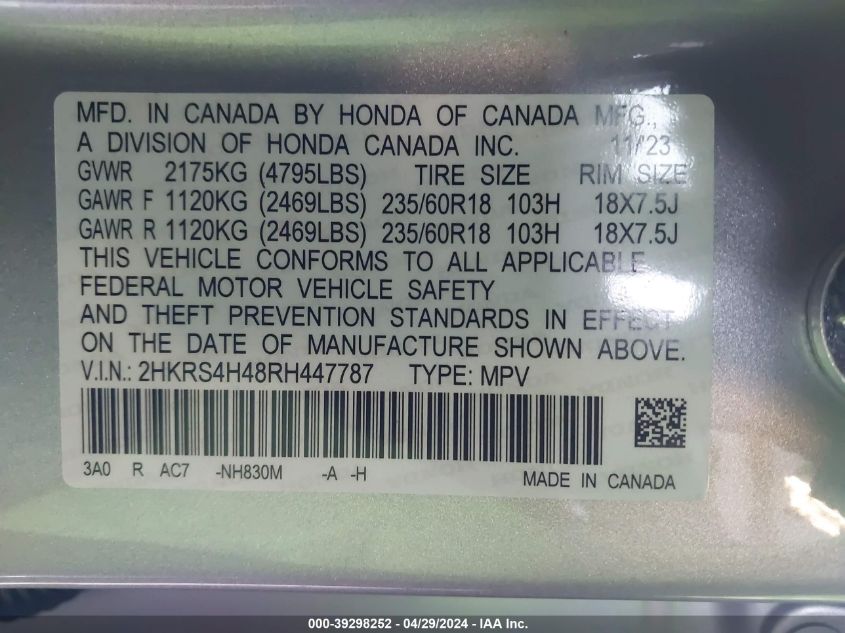 MFD. IN CANADA BY HONDA OF CANADA MFG.,
A DIVISION OF HONDA CANADA INC. 11/23
GVWR 2175KG (4795LBS) TIRE SIZE RIM SIZE
GAWR F 1120KG (2469LBS) 235/60R18 103H 18X7.5J
GAWR R 1120KG (2469LBS) 235/60R18 103H 18X7.5J
THIS VEHICLE CONFORMS TO ALL APPLICABLE
FEDERAL MOTOR VEHICLE SAFETY
AND THEFT PREVENTION STANDARDS IN EFFECT
ON THE DATE OF MANUFACTURE SHOWN ABOVE.
V.I.N.: 2HKRS4H48RH447787 TYPE: MPV
3A0 R AC7 -NH830M -A -H MADE IN CANADA
000-39298252 - 04/29/2024 - IAA Inc.